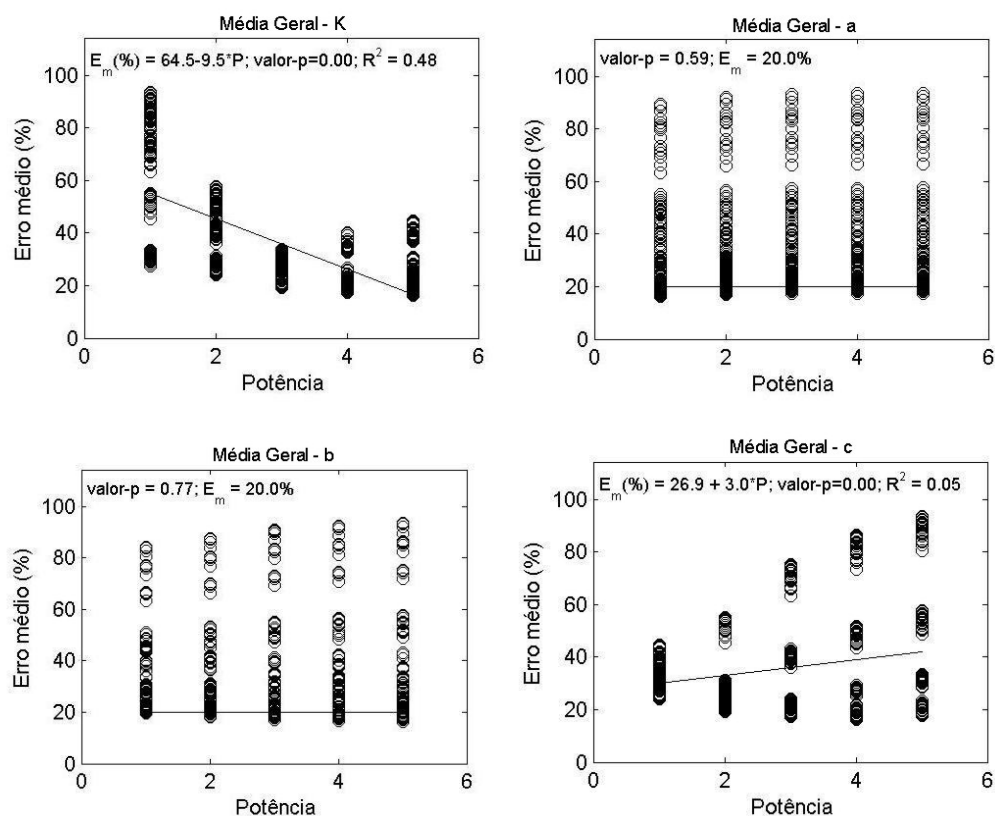 Média Geral - K
E_m(%) = 64.5-9.5*P; valor-p=0.00; R² = 0.48
100
80
60
40
20
0
Erro médio (%)
0 2 4 6
Potência
Média Geral - a
valor-p = 0.59; E_m = 20.0%
100
80
60
40
20
0
Erro médio (%)
0 2 4 6
Potência
Média Geral - b
valor-p = 0.77; E_m = 20.0%
100
80
60
40
20
0
Erro médio (%)
0 2 4 6
Potência
Média Geral - c
E_m(%) = 26.9 + 3.0*P; valor-p=0.00; R² = 0.05
100
80
60
40
20
0
Erro médio (%)
0 2 4 6
Potência